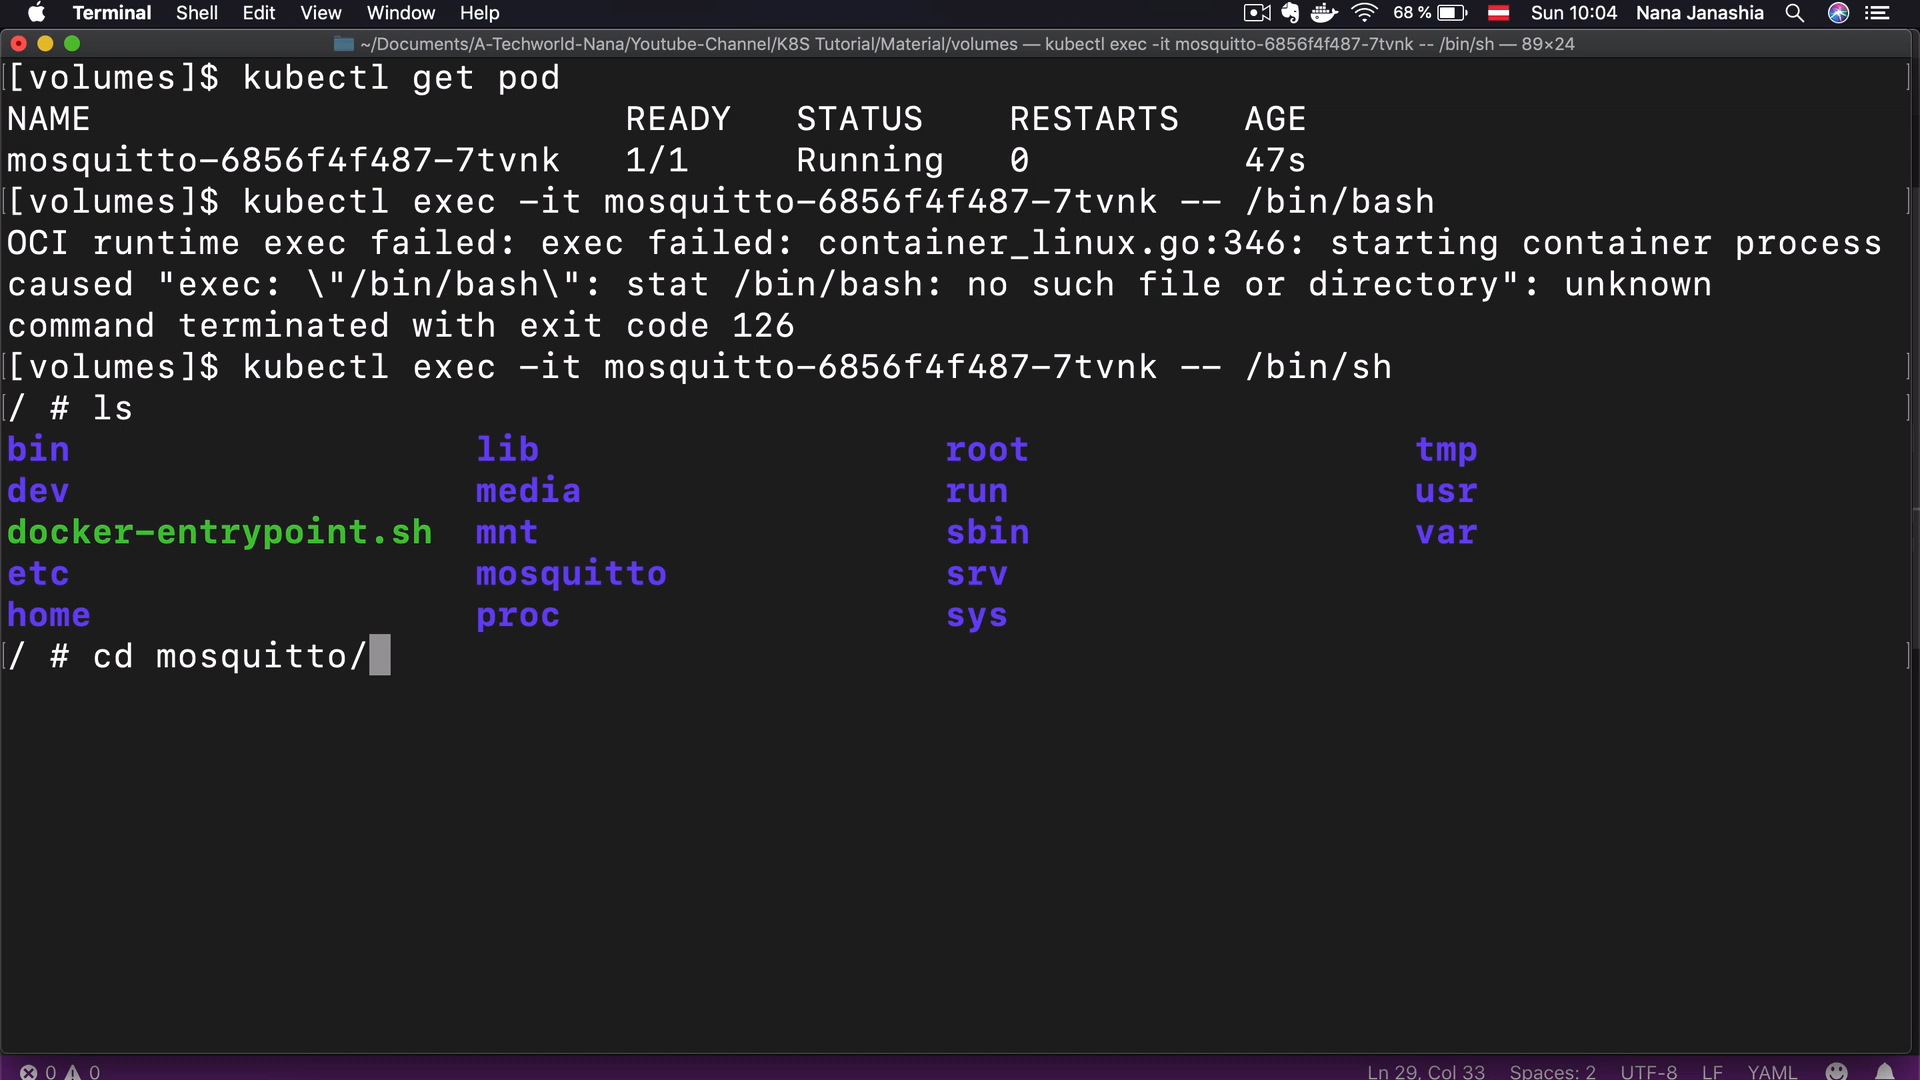 Terminal Shell Edit View Window Help 68 % Sun 10:04 Nana Janashia
~/Documents/A-Techworld-Nana/Youtube-Channel/K8S Tutorial/Material/volumes — kubectl exec -it mosquitto-6856f4f487-7tvnk -- /bin/sh — 89×24
[volumes]$ kubectl get pod
NAME READY STATUS RESTARTS AGE
mosquitto-6856f4f487-7tvnk 1/1 Running 0 47s
[volumes]$ kubectl exec -it mosquitto-6856f4f487-7tvnk -- /bin/bash
OCI runtime exec failed: exec failed: container_linux.go:346: starting container process
caused "exec: \"/bin/bash\": stat /bin/bash: no such file or directory": unknown
command terminated with exit code 126
[volumes]$ kubectl exec -it mosquitto-6856f4f487-7tvnk -- /bin/sh
/ # ls
bin lib root tmp
dev media run usr
docker-entrypoint.sh mnt sbin var
etc mosquitto srv
home proc sys
/ # cd mosquitto/
0 0 Ln 29, Col 33 Spaces: 2 UTF-8 LF YAML